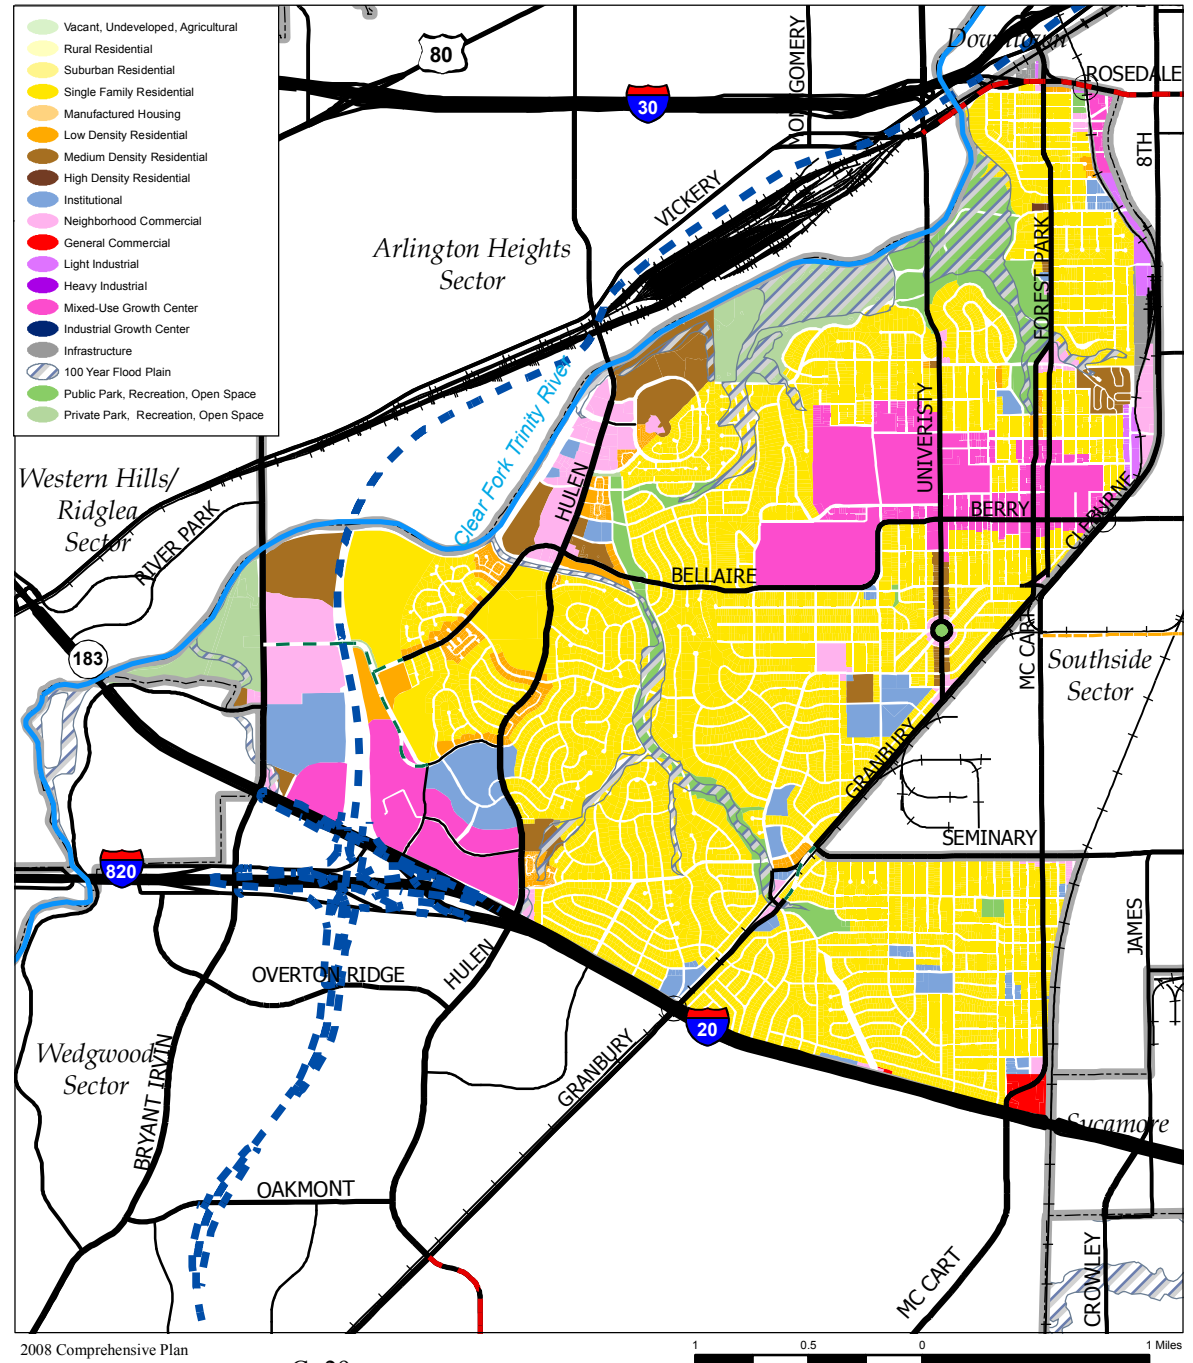 Vacant, Undeveloped, Agricultural
Rural Residential
Suburban Residential
Single Family Residential
Manufactured Housing
Low Density Residential
Medium Density Residential
High Density Residential
Institutional
Neighborhood Commercial
General Commercial
Light Industrial
Heavy Industrial
Mixed-Use Growth Center
Industrial Growth Center
Infrastructure
100 Year Flood Plain
Public Park, Recreation, Open Space
Private Park, Recreation, Open Space
80
30
Downtown
ROSEDALE
8TH
VICKERY
Arlington Heights
Sector
FOREST PARK
UNIVERISTY
Clear Fork Trinity River
HULEN
Western Hills/
Ridglea
Sector
RIVER PARK
BERRY
CLEBURNE
BELLAIRE
183
MC CART
Southside
Sector
GRANBURY
SEMINARY
820
JAMES
OVERTON RIDGE
HULEN
20
Wedgwood
Sector
BRYANT IRVIN
GRANBURY
Sycamore
OAKMONT
MC CART
CROWLEY
2008 Comprehensive Plan
1
0.5
0
1 Miles